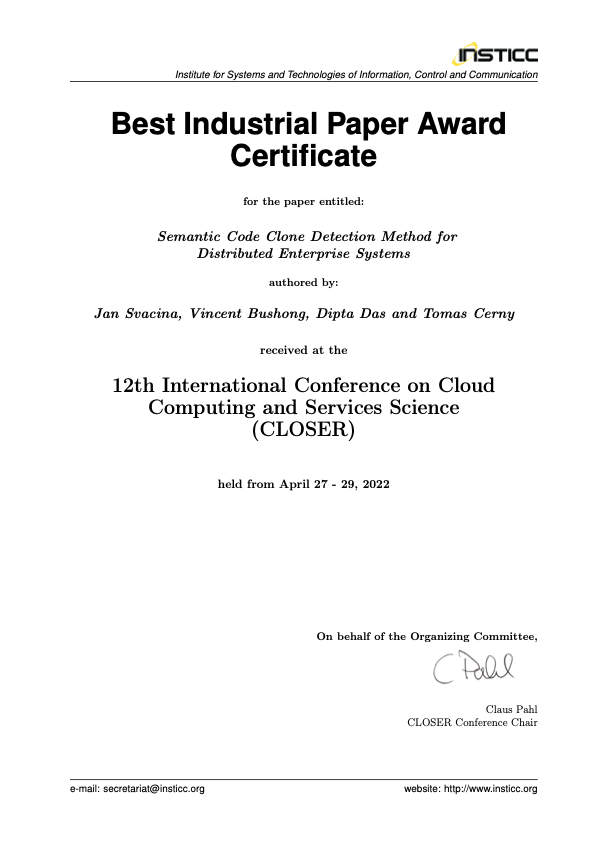 INSTICC
Institute for Systems and Technologies of Information, Control and Communication
Best Industrial Paper Award
Certificate
for the paper entitled:
Semantic Code Clone Detection Method for
Distributed Enterprise Systems
authored by:
Jan Svacina, Vincent Bushong, Dipta Das and Tomas Cerny
received at the
12th International Conference on Cloud
Computing and Services Science
(CLOSER)
held from April 27 - 29, 2022
On behalf of the Organizing Committee,
C Pahl
Claus Pahl
CLOSER Conference Chair
e-mail: secretariat@insticc.org website: http://www.insticc.org